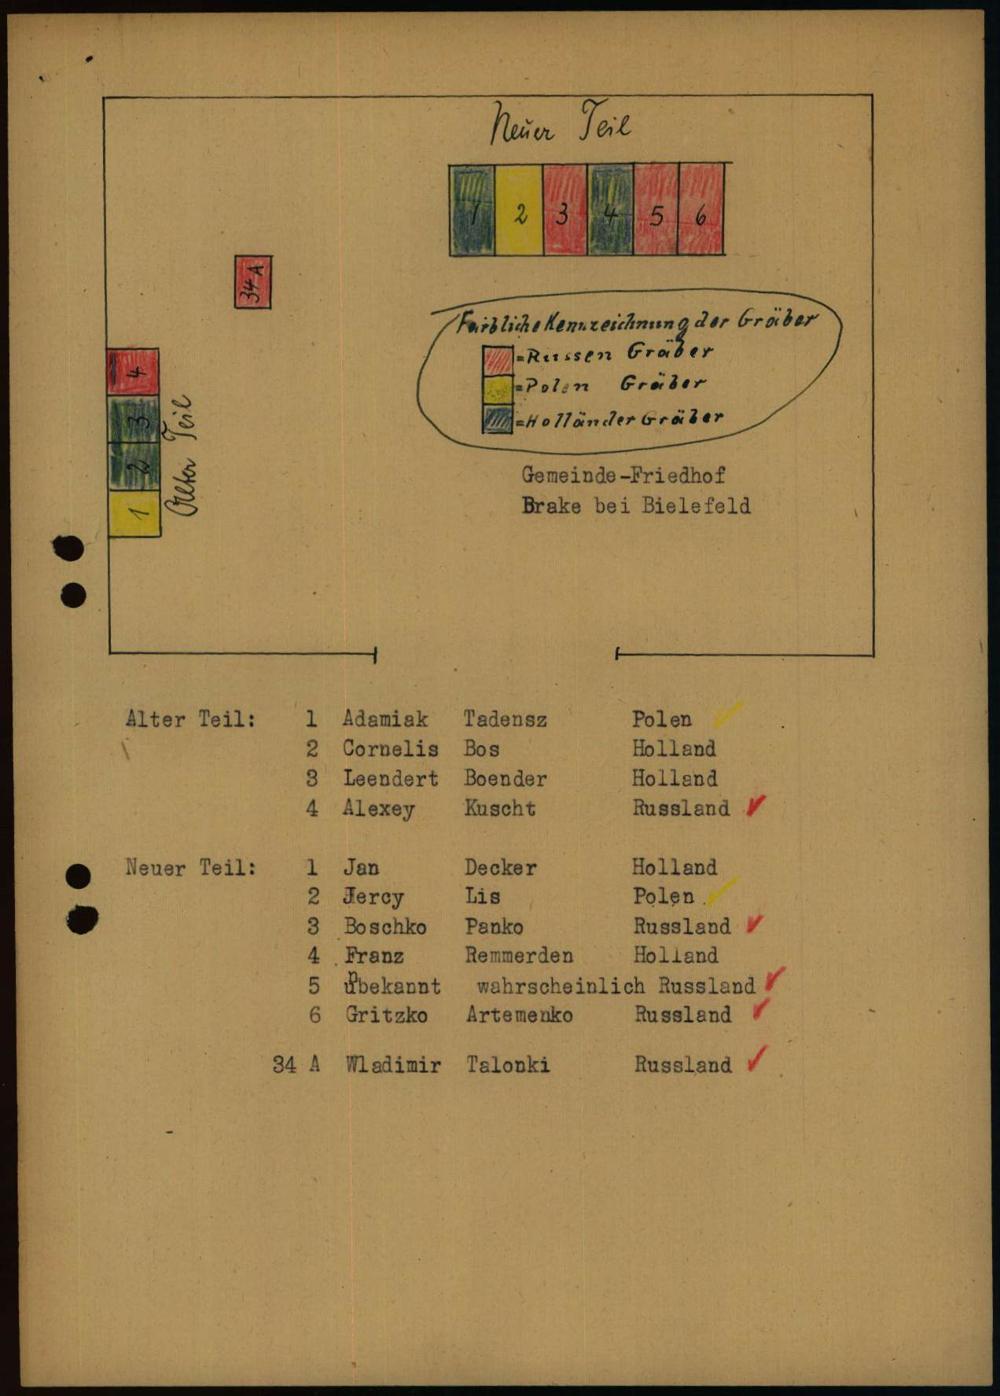 Neuer Teil
1 2 3 4 5 6
34 A
Farbliche Kennzeichnung der Gräber
=Russen Gräber
=Polen Gräber
=Holländer Gräber
4
3
2
1
Alter Teil
Gemeinde-Friedhof
Brake bei Bielefeld
Alter Teil: 1 Adamiak Tadensz Polen
2 Cornelis Bos Holland
3 Leendert Boender Holland
4 Alexey Kuscht Russland
Neuer Teil: 1 Jan Decker Holland
2 Jercy Lis Polen
3 Boschko Panko Russland
4 Franz Remmerden Holland
5 unbekannt wahrscheinlich Russland
6 Gritzko Artemenko Russland
34 A Wladimir Talonki Russland